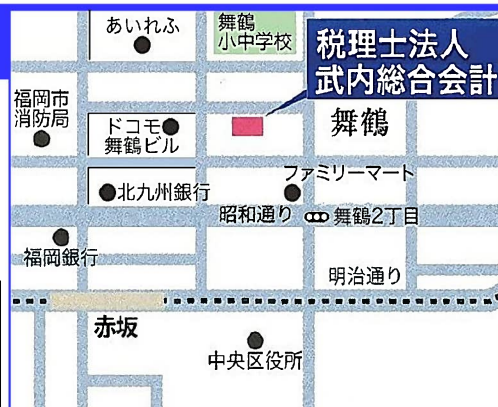 あいれふ
舞鶴
小中学校
税理士法人
武内総合会計
福岡市
消防局
ドコモ
舞鶴ビル
舞鶴
ファミリーマート
北九州銀行
昭和通り
舞鶴2丁目
福岡銀行
明治通り
赤坂
中央区役所